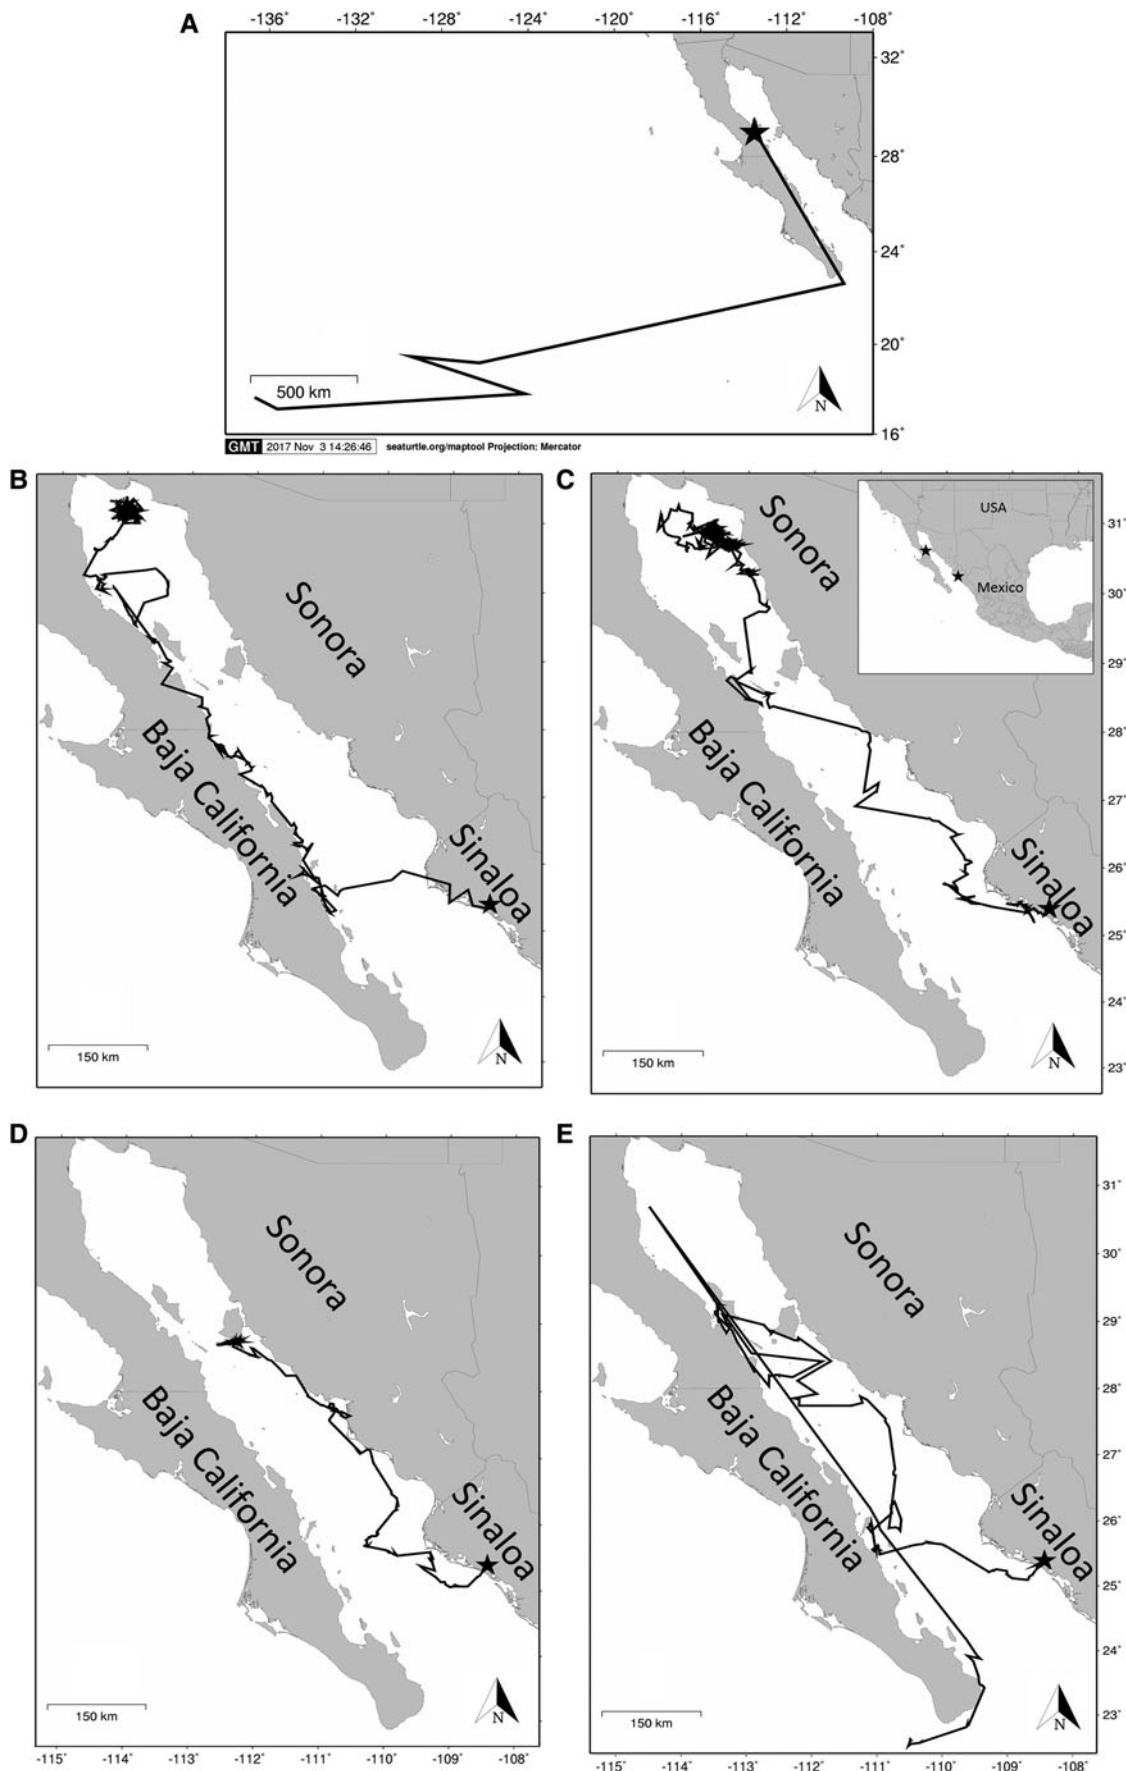 A
-136˚ -132˚ -128˚ -124˚ -120˚ -116˚ -112˚ -108˚
32˚
28˚
24˚
20˚
16˚
500 km
N
GMT 2017 Nov 3 14:26:46 seaturtle.org/maptool Projection: Mercator
B
Sonora
Baja California
Sinaloa
150 km
N
C
Sonora
USA
Mexico
Baja California
Sinaloa
31˚
30˚
29˚
28˚
27˚
26˚
25˚
24˚
23˚
150 km
N
D
Sonora
Baja California
Sinaloa
150 km
N
-115˚ -114˚ -113˚ -112˚ -111˚ -110˚ -109˚ -108˚
E
Sonora
Baja California
Sinaloa
31˚
30˚
29˚
28˚
27˚
26˚
25˚
24˚
23˚
150 km
N
-115˚ -114˚ -113˚ -112˚ -111˚ -110˚ -109˚ -108˚